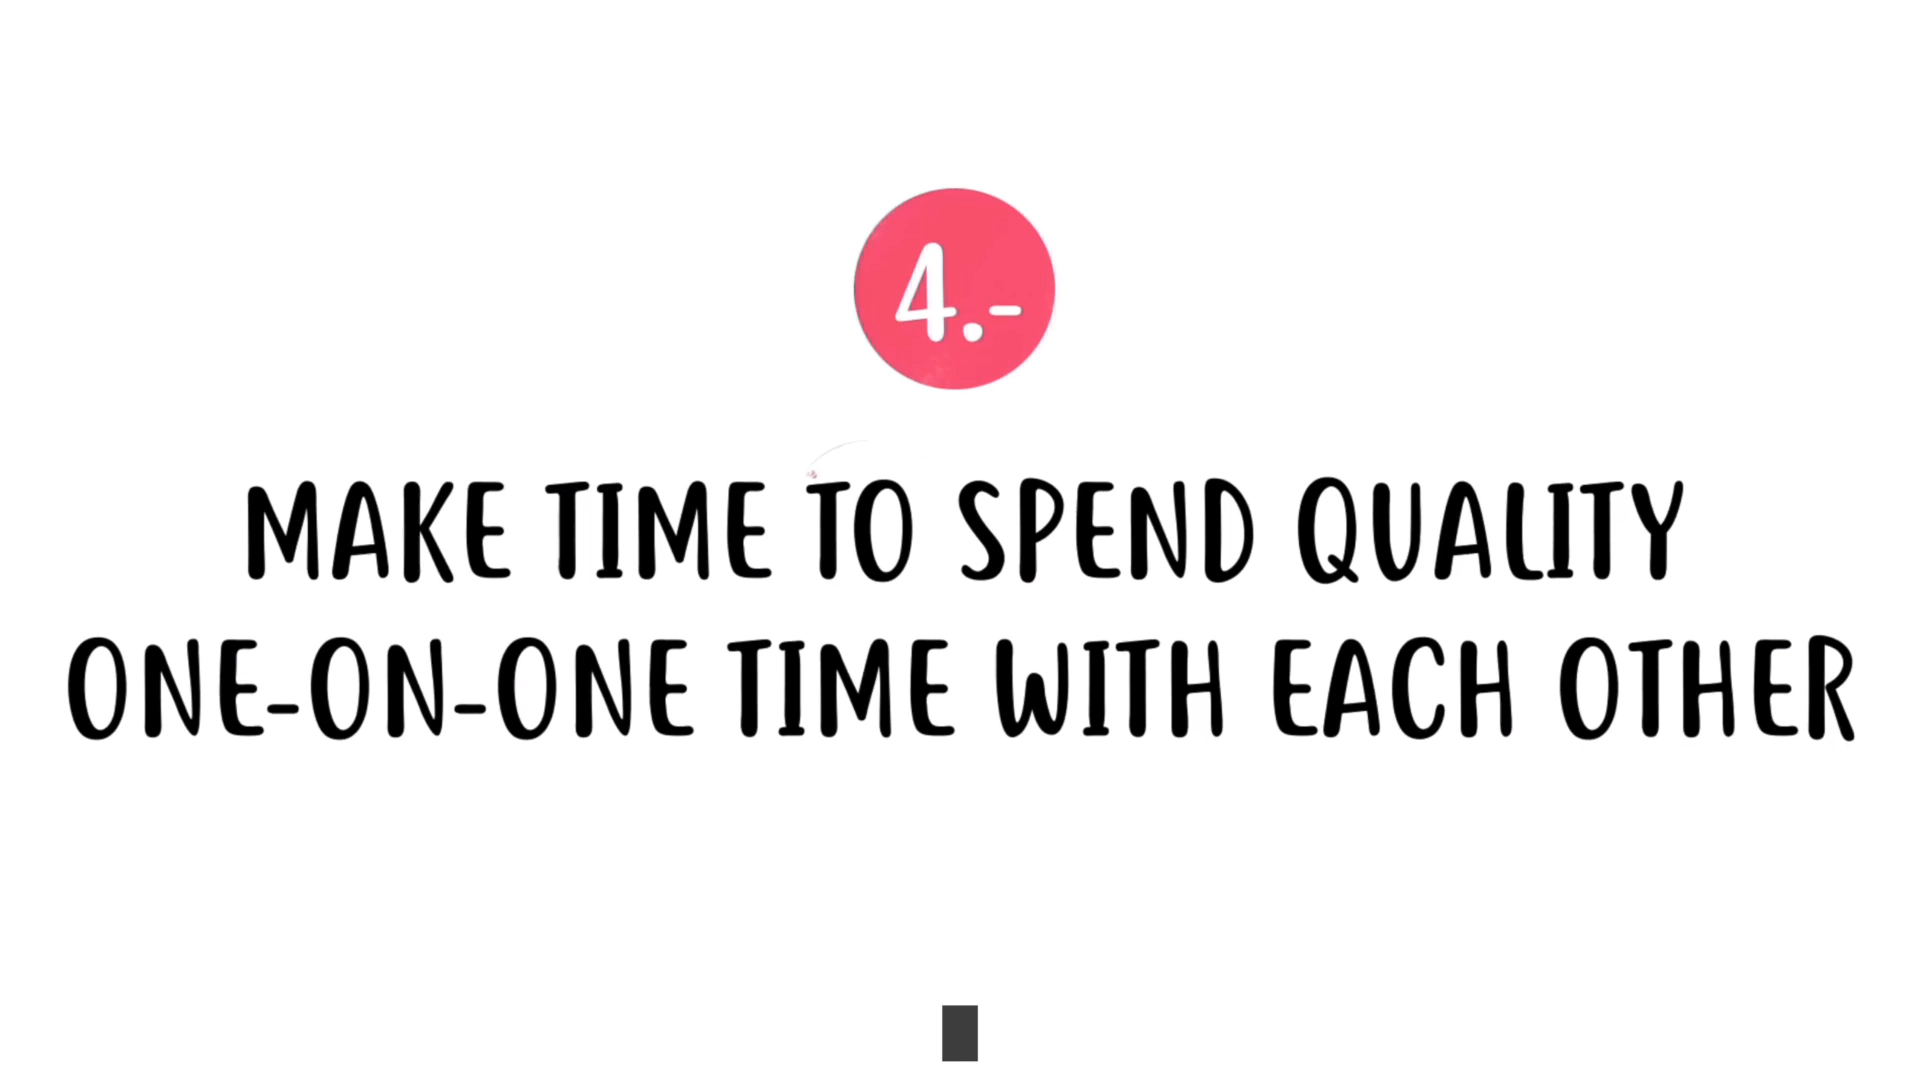 4.-
MAKE TIME TO SPEND QUALITY
ONE-ON-ONE TIME WITH EACH OTHER